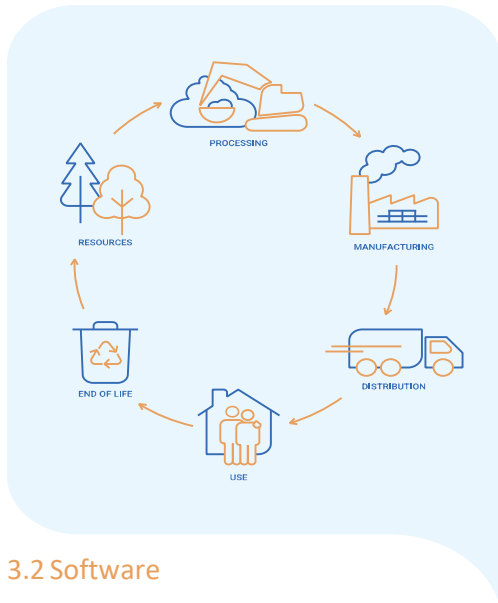 PROCESSING
RESOURCES
MANUFACTURING
DISTRIBUTION
END OF LIFE
USE
3.2 Software